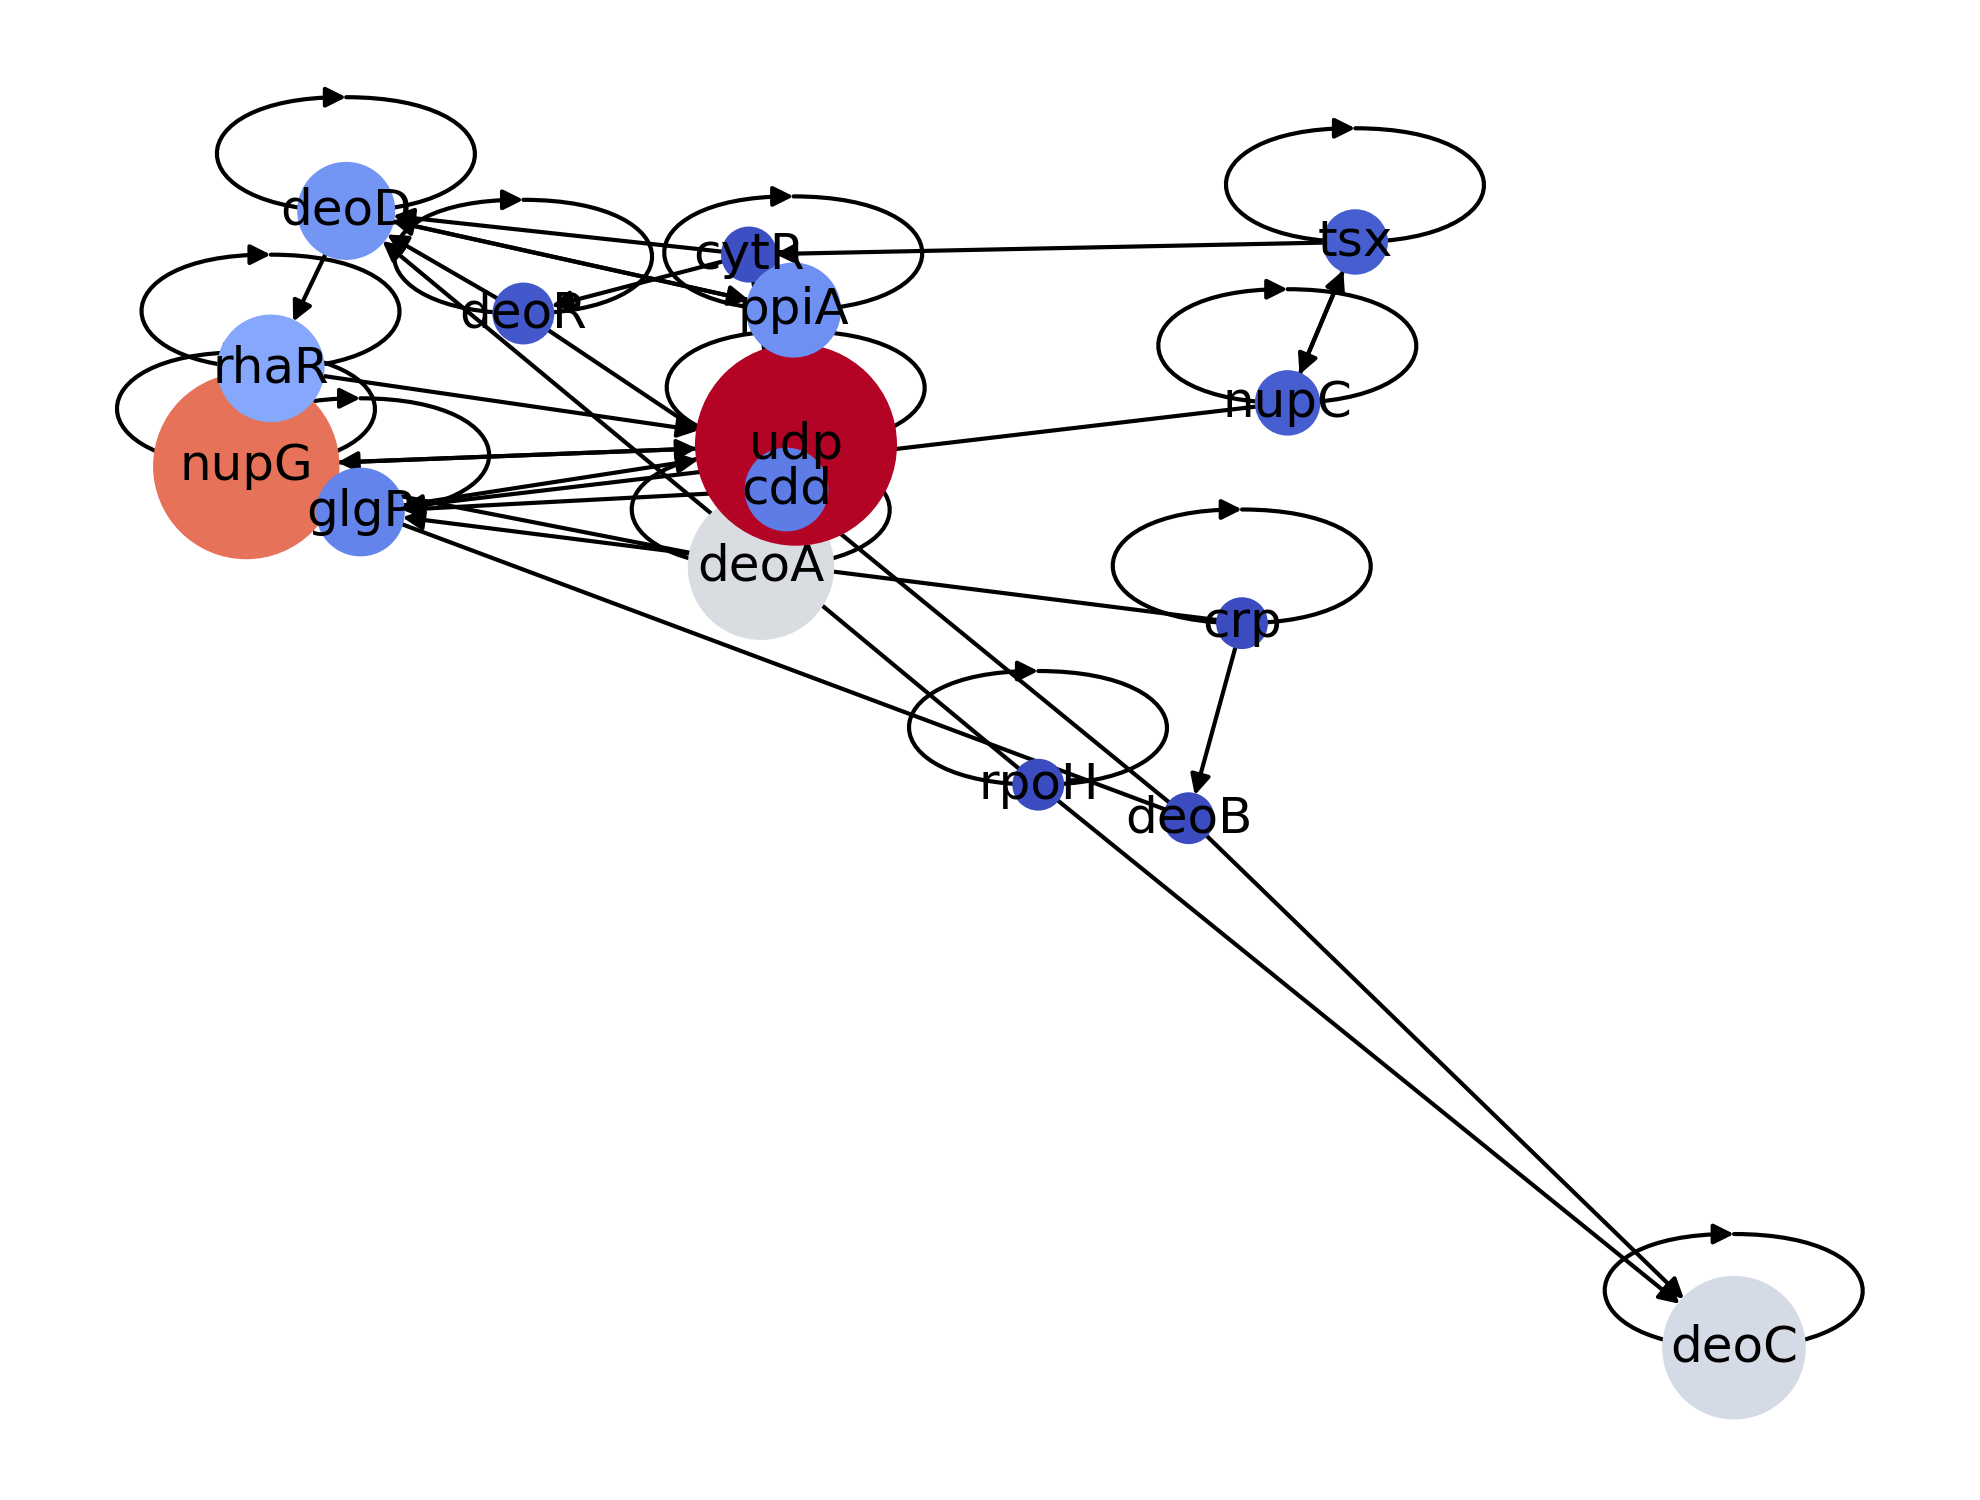 deoD
cytR
tsx
ppiA
deoR
rhaR
nupC
udp
nupG
cdd
glgP
deoA
crp
rpoH
deoB
deoC